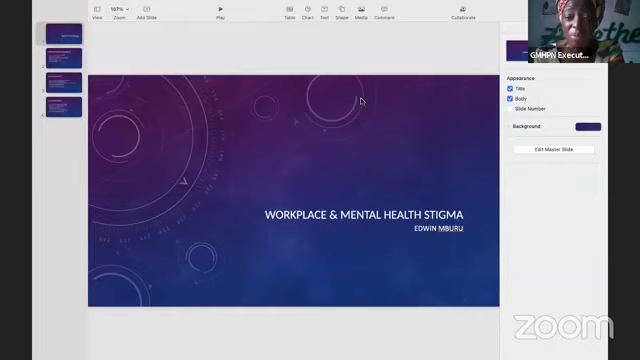 107%
View
Zoom
Add Slide
Play
Table
Chart
Text
Shape
Media
Comment
Collaborate
GMHPN Execut...
Appearance
Title
Body
Slide Number
Background
Edit Master Slide
WORKPLACE & MENTAL HEALTH STIGMA
EDWIN MBURU
zoom